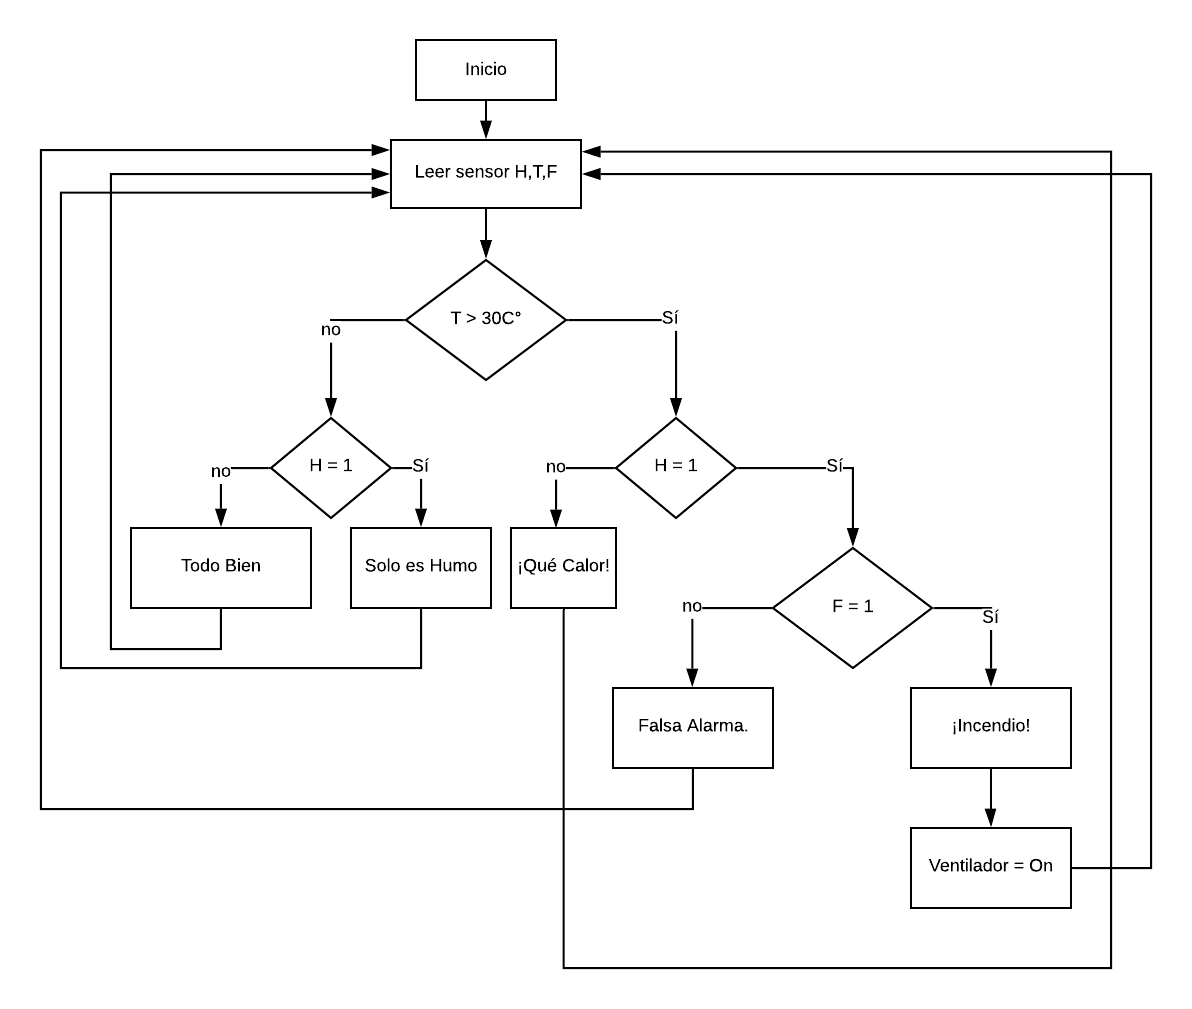 Inicio
Leer sensor H,T,F
T > 30C°
no
Sí
H = 1
H = 1
no
Sí
no
Sí
Todo Bien
Solo es Humo
¡Qué Calor!
F = 1
no
Sí
Falsa Alarma.
¡Incendio!
Ventilador = On